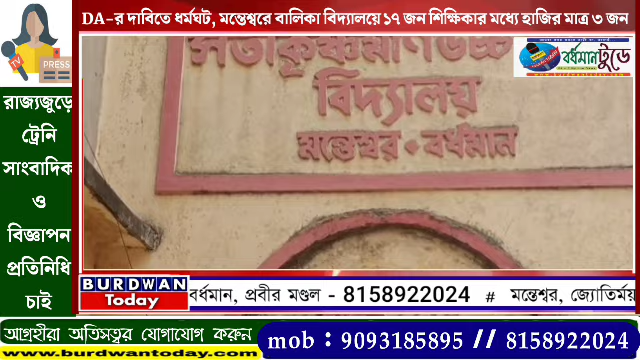 DA-র দাবিতে ধর্মঘট, মন্তেশ্বরে বালিকা বিদ্যালয়ে ১৭ জন শিক্ষিকার মধ্যে হাজির মাত্র ৩ জন
বর্ধমান টুডে
PRESS
TV
রাজ্যজুড়ে
ট্রেনি
সাংবাদিক
ও
বিজ্ঞাপন
প্রতিনিধি
চাই
বিদ্যালয়
মন্তেশ্বর • বর্ধমান
BURDWAN
Today
বর্ধমান, প্রবীর মণ্ডল - 8158922024 # মন্তেশ্বর, জ্যোতির্ময়
আগ্রহীরা অতিসত্বর যোগাযোগ করুন
mob : 9093185895 // 8158922024
www.burdwantoday.com